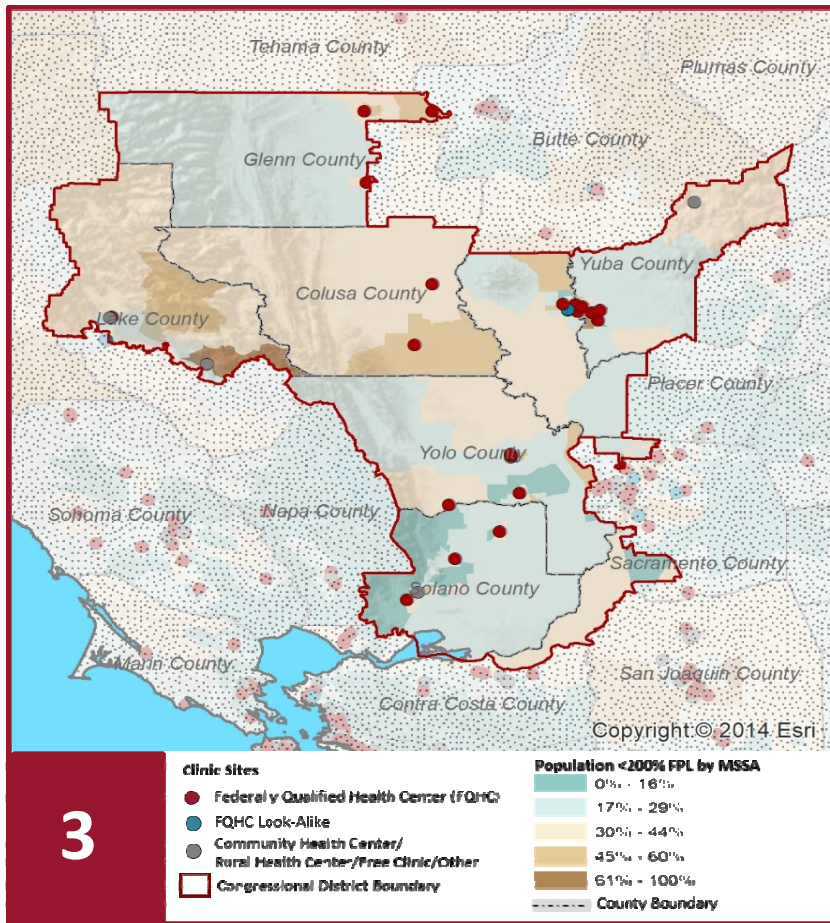 Tehama County
Plumas County
Butte County
Glenn County
Yuba County
Colusa County
Lake County
Placer County
Yolo County
Sonoma County
Napa County
Sacramento County
Solano County
Marin County
San Joaquin County
Contra Costa County
Copyright:© 2014 Esri
3
Clinic Sites
Federally Qualified Health Center (FQHC)
FQHC Look-Alike
Community Health Center/
Rural Health Center/Free Clinic/Other
Congressional District Boundary
Population <200% FPL by MSSA
0% - 16%
17% - 29%
30% - 44%
45% - 60%
61% - 100%
County Boundary